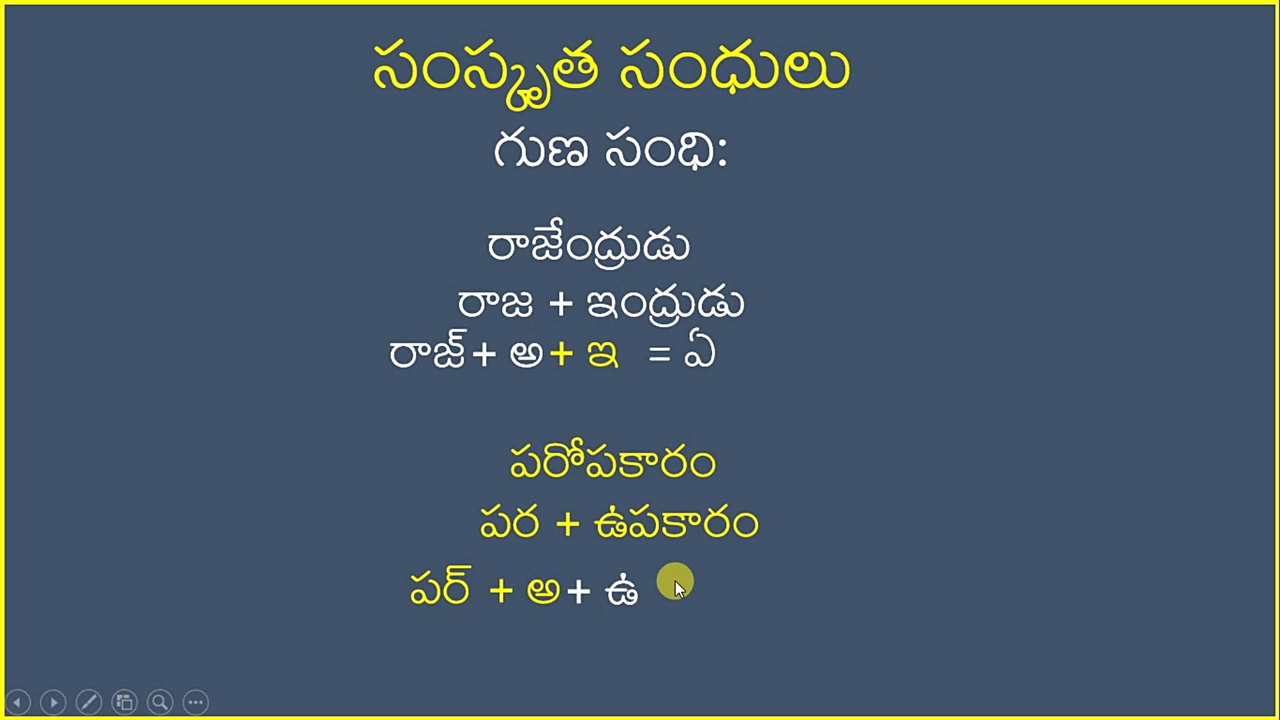 సంస్కృత సంధులు
గుణ సంధి:
రాజేంద్రుడు
రాజ + ఇంద్రుడు
రాజ్ + అ + ఇ = ఏ
పరోపకారం
పర + ఉపకారం
పర్ + అ + ఉ